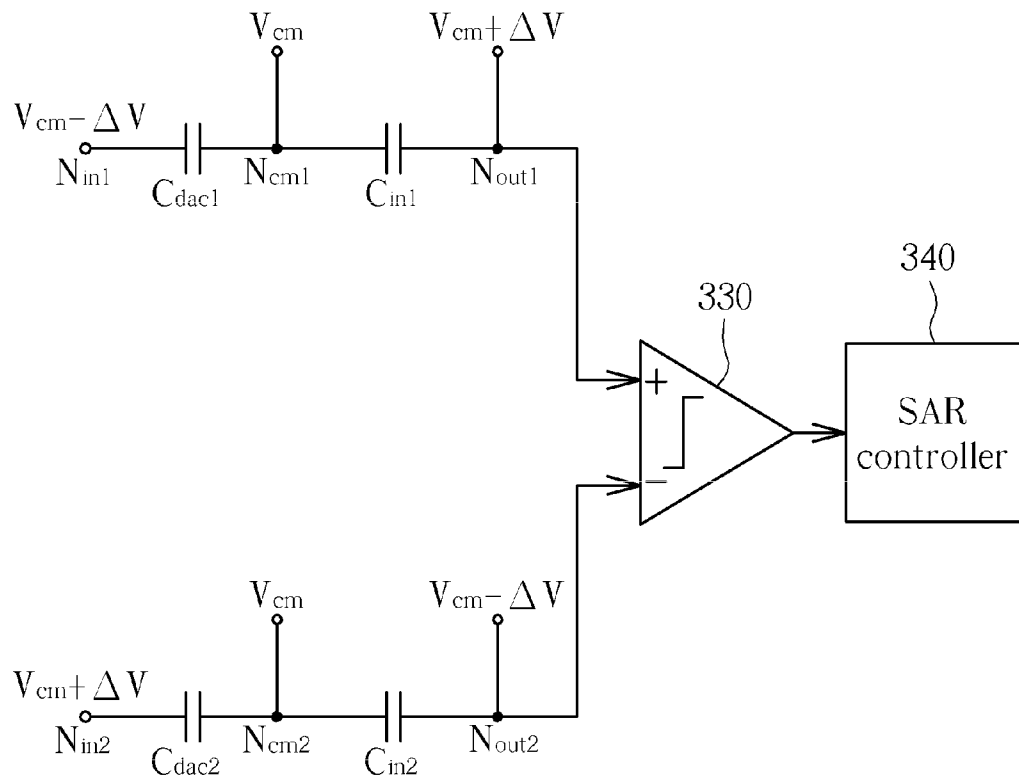 Vcm
Vcm+ΔV
Vcm−ΔV
Nin1
Cdac1
Ncm1
Cin1
Nout1
330
340
+
−
SAR
controller
Vcm
Vcm−ΔV
Vcm+ΔV
Nin2
Cdac2
Ncm2
Cin2
Nout2